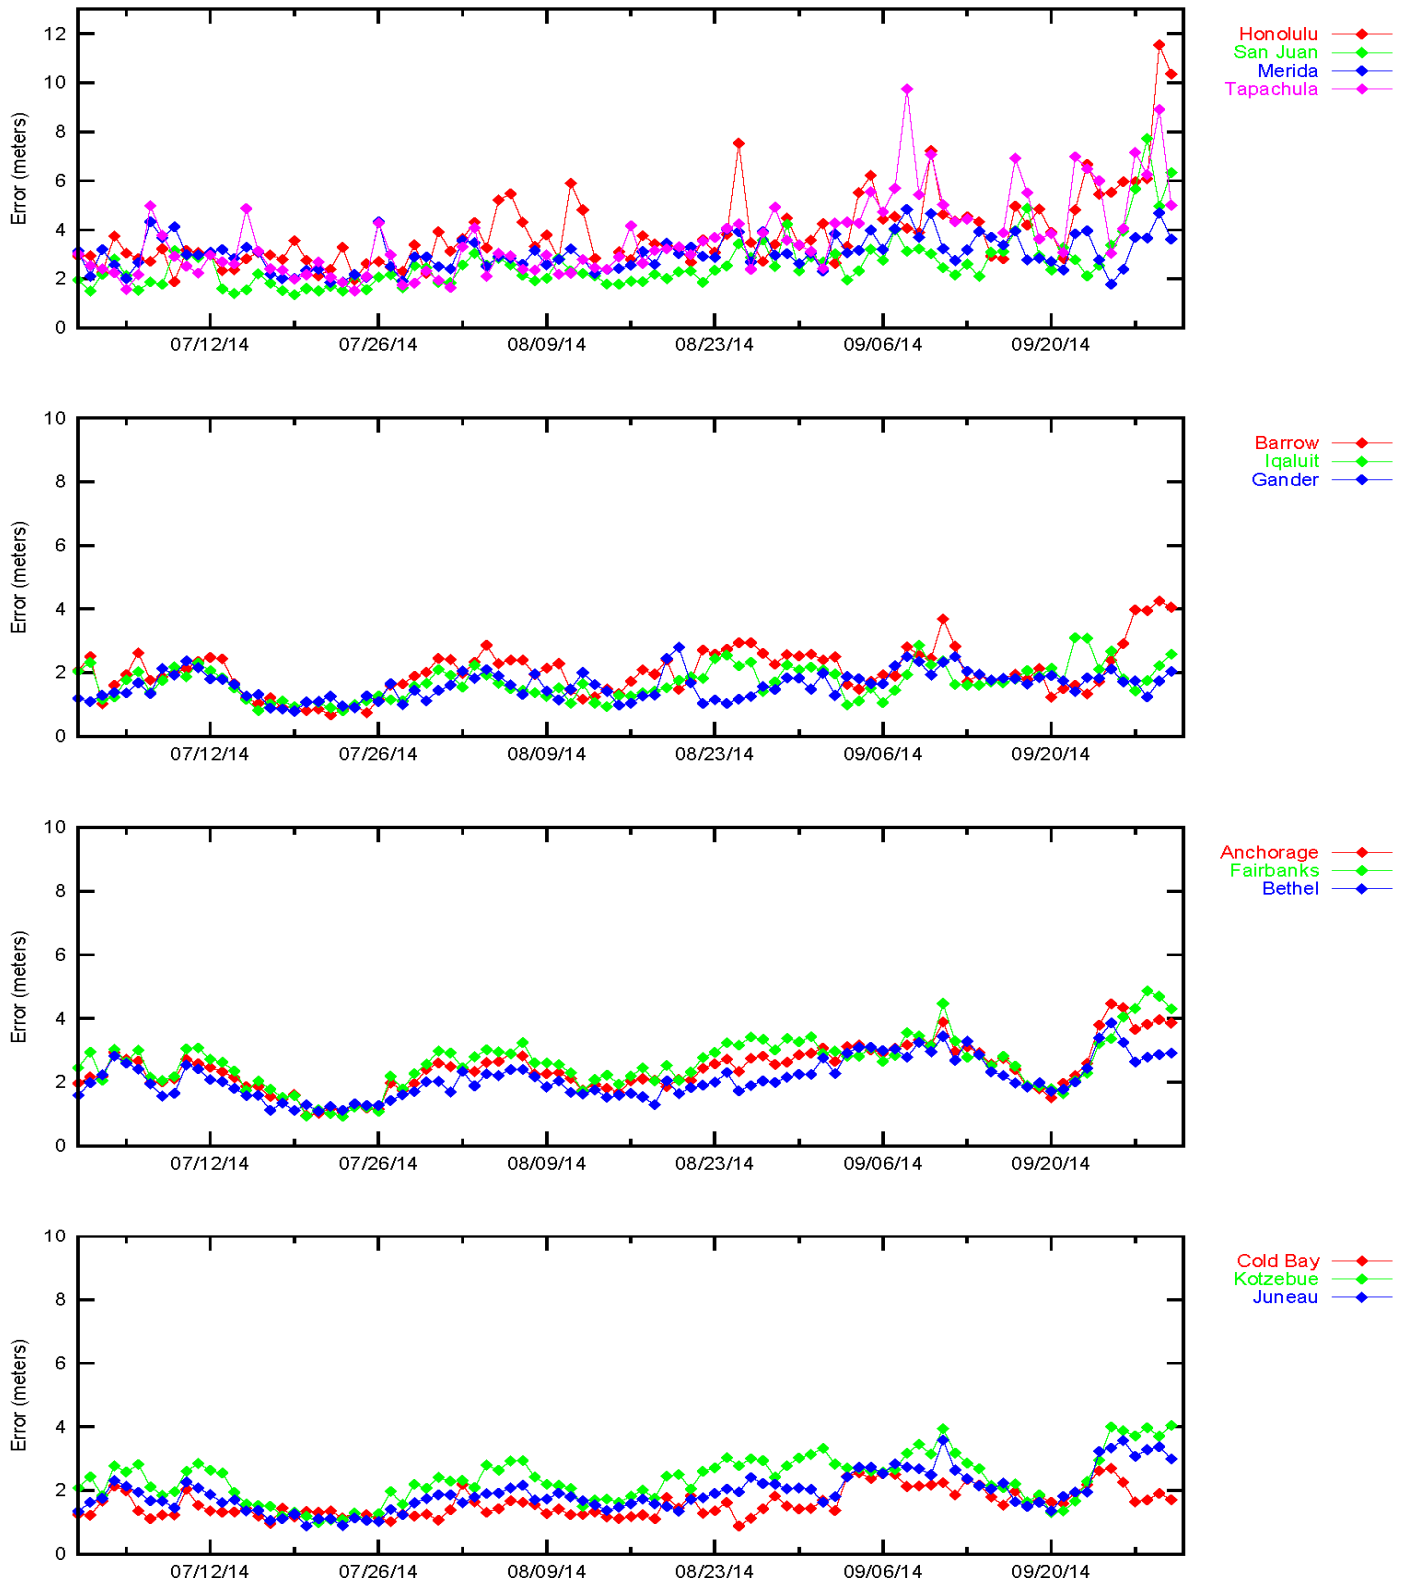 12
10
8
6
4
2
0
Error (meters)
07/12/14 07/26/14 08/09/14 08/23/14 09/06/14 09/20/14
Honolulu
San Juan
Merida
Tapachula
10
8
6
4
2
0
Error (meters)
07/12/14 07/26/14 08/09/14 08/23/14 09/06/14 09/20/14
Barrow
Iqaluit
Gander
10
8
6
4
2
0
Error (meters)
07/12/14 07/26/14 08/09/14 08/23/14 09/06/14 09/20/14
Anchorage
Fairbanks
Bethel
10
8
6
4
2
0
Error (meters)
07/12/14 07/26/14 08/09/14 08/23/14 09/06/14 09/20/14
Cold Bay
Kotzebue
Juneau